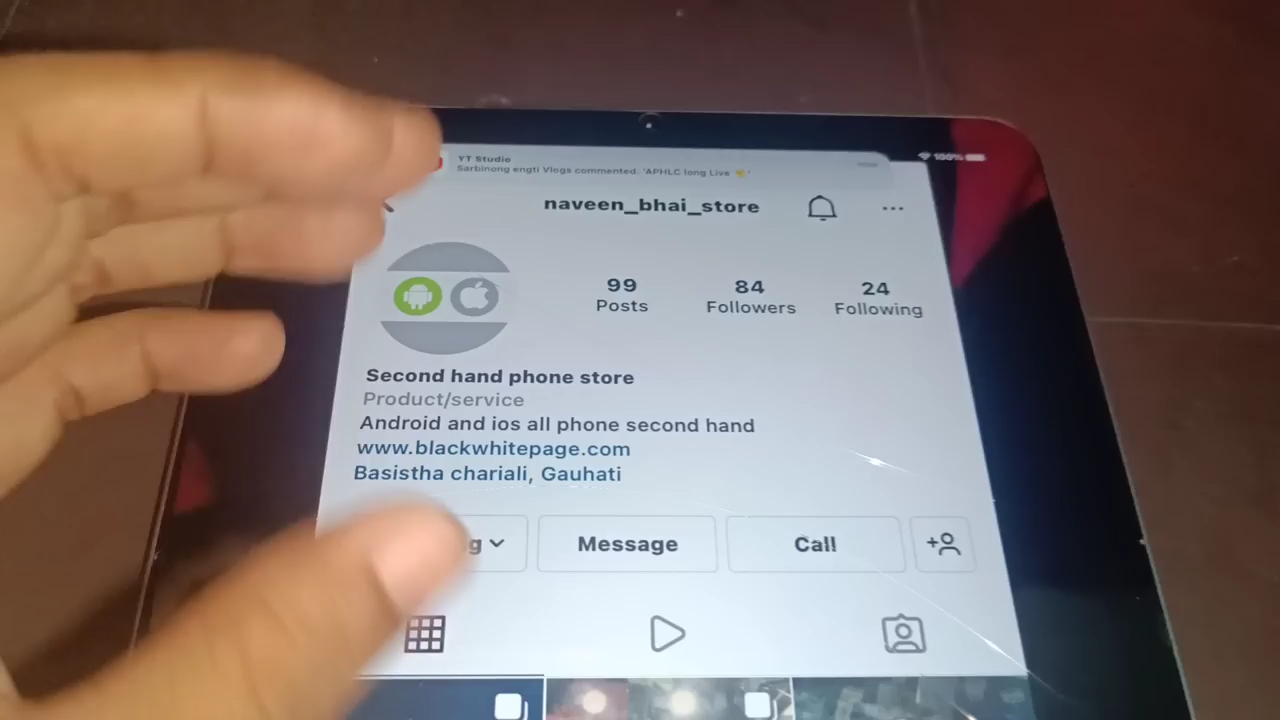 YT Studio
Sarbinong engti Vlogs commented: 'APHLC long Live 🤟'
100%
naveen_bhai_store
99
Posts
84
Followers
24
Following
Second hand phone store
Product/service
Android and ios all phone second hand
www.blackwhitepage.com
Basistha chariali, Gauhati
g
Message
Call